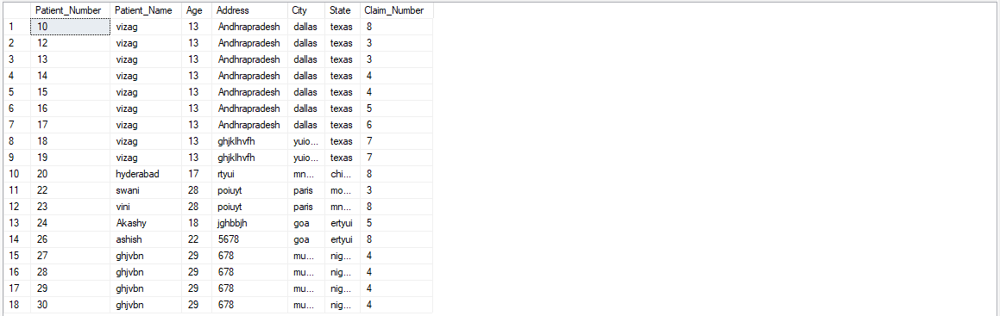 Patient_Number Patient_Name Age Address City State Claim_Number
1 10 vizag 13 Andhrapradesh dallas texas 8
2 12 vizag 13 Andhrapradesh dallas texas 3
3 13 vizag 13 Andhrapradesh dallas texas 3
4 14 vizag 13 Andhrapradesh dallas texas 4
5 15 vizag 13 Andhrapradesh dallas texas 4
6 16 vizag 13 Andhrapradesh dallas texas 5
7 17 vizag 13 Andhrapradesh dallas texas 6
8 18 vizag 13 ghjklhvfh yuio... texas 7
9 19 vizag 13 ghjklhvfh yuio... texas 7
10 20 hyderabad 17 rtyui mn... chi... 8
11 22 swani 28 poiuyt paris mo... 3
12 23 vini 28 poiuyt paris mn... 8
13 24 Akashy 18 jghbbjh goa ertyui 5
14 26 ashish 22 5678 goa ertyui 8
15 27 ghjvbn 29 678 mu... nig... 4
16 28 ghjvbn 29 678 mu... nig... 4
17 29 ghjvbn 29 678 mu... nig... 4
18 30 ghjvbn 29 678 mu... nig... 4